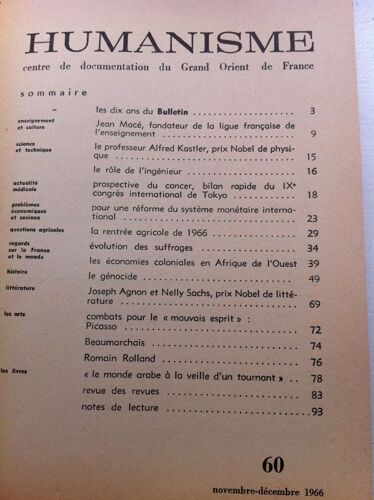 HUMANISME
centre de documentation du Grand Orient de France
sommaire
les dix ans du Bulletin .................... 3
enseignement
et culture
Jean Macé, fondateur de la ligue française de
l'enseignement .................... 9
science
et technique
le professeur Alfred Kastler, prix Nobel de physi-
que .................... 15
le rôle de l'ingénieur .................... 16
actualité
médicale
prospective du cancer, bilan rapide du IXe
congrès international de Tokyo .................... 18
problèmes
économiques
et sociaux
pour une réforme du système monétaire interna-
tional .................... 23
questions agricoles
la rentrée agricole de 1966 .................... 29
regards
sur la France
et le monde
évolution des suffrages .................... 34
les économies coloniales en Afrique de l'Ouest 39
histoire
le génocide .................... 49
littérature
Joseph Agnon et Nelly Sachs, prix Nobel de litté-
rature .................... 69
les arts
combats pour le « mauvais esprit » :
Picasso .................... 72
Beaumarchais .................... 74
Romain Rolland .................... 76
les livres
« le monde arabe à la veille d'un tournant » .. 78
revue des revues .................... 83
notes de lecture .................... 93
60
novembre-décembre 1966